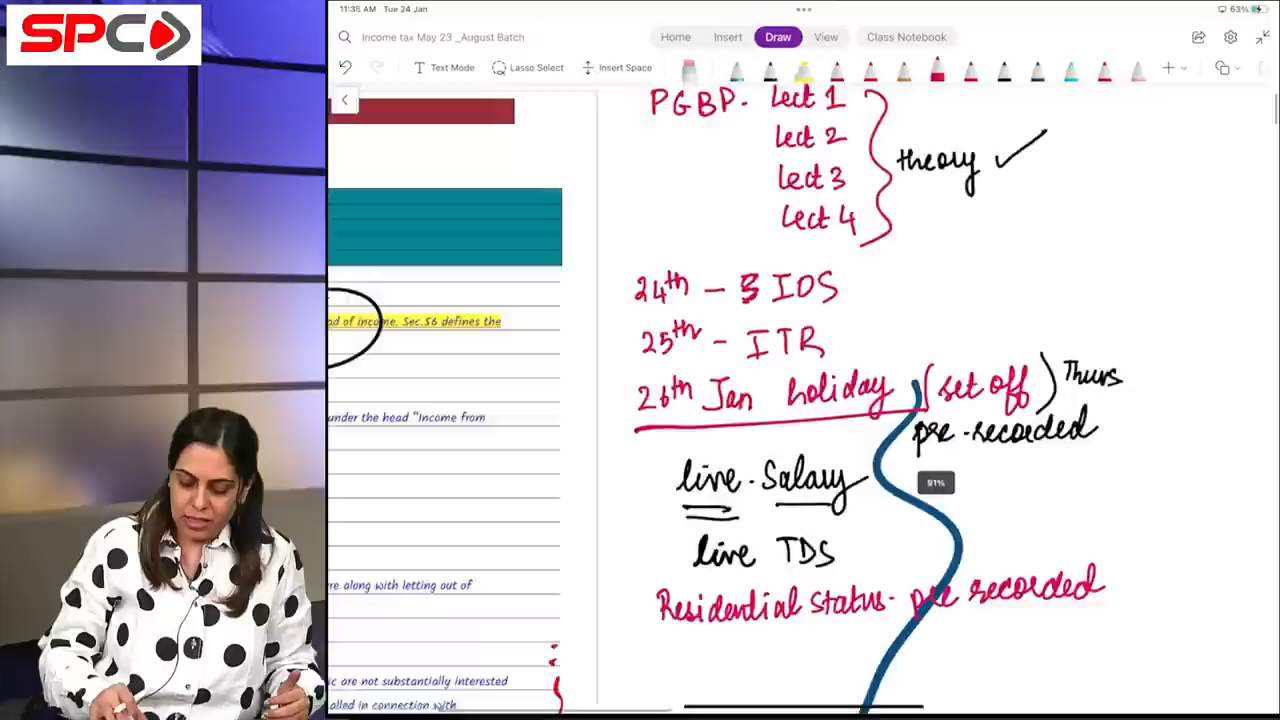 SPC
11:35 AM Tue 24 Jan
63%
Income tax May 23 _August Batch
Home Insert Draw View Class Notebook
Text Mode Lasso Select Insert Space
PGBP. Lect 1
Lect 2
Lect 3
Lect 4
theory
24th - 5 IOS
25th - ITR
26th Jan holiday (set off) Thurs
pre-recorded
91%
live - Salary
live TDS
Residential status - pre recorded
ad of income. Sec.56 defines the
under the head "Income from
re along with letting out of
ic are not substantially interested
alled in connection with